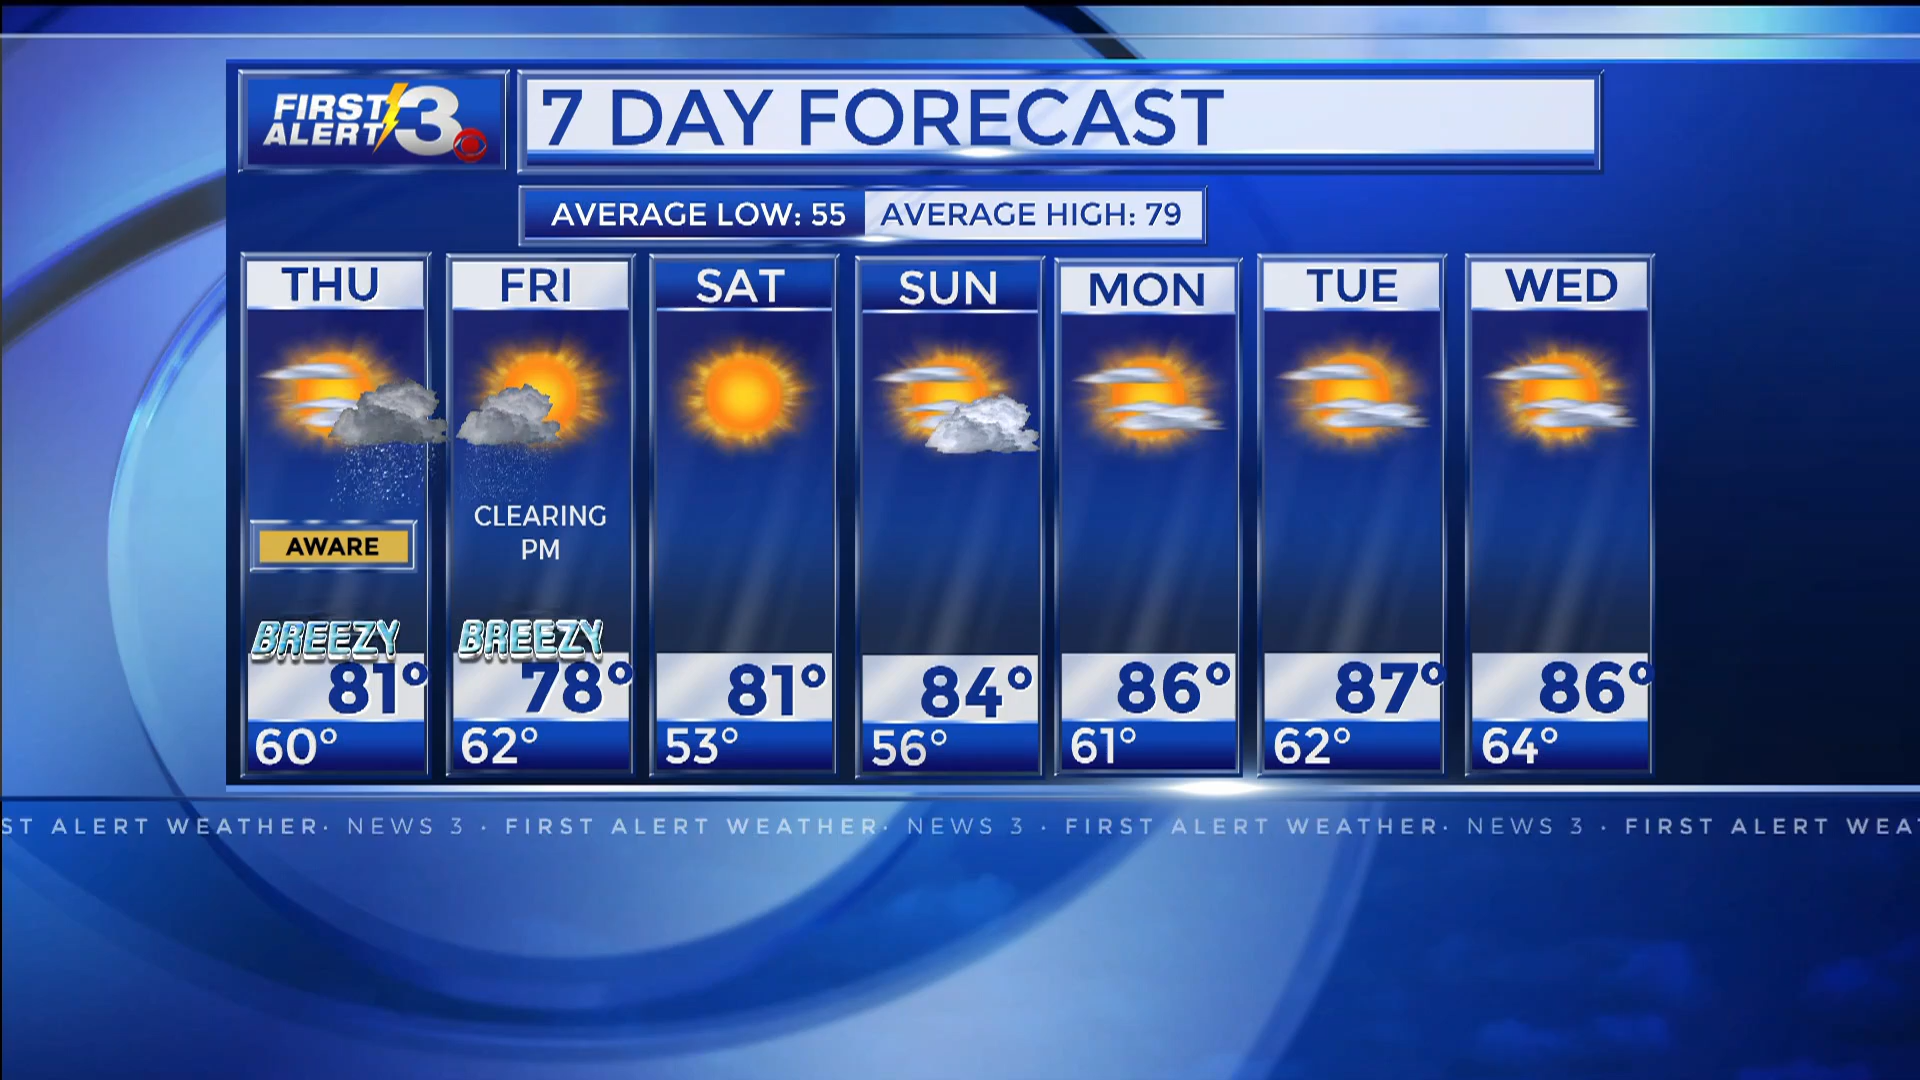 FIRST ALERT 3
7 DAY FORECAST
AVERAGE LOW: 55 AVERAGE HIGH: 79
THU FRI SAT SUN MON TUE WED
CLEARING
PM
AWARE
BREEZY BREEZY
81° 78° 81° 84° 86° 87° 86°
60° 62° 53° 56° 61° 62° 64°
ST ALERT WEATHER· NEWS 3 · FIRST ALERT WEATHER· NEWS 3 · FIRST ALERT WEATHER· NEWS 3 · FIRST ALERT WEA